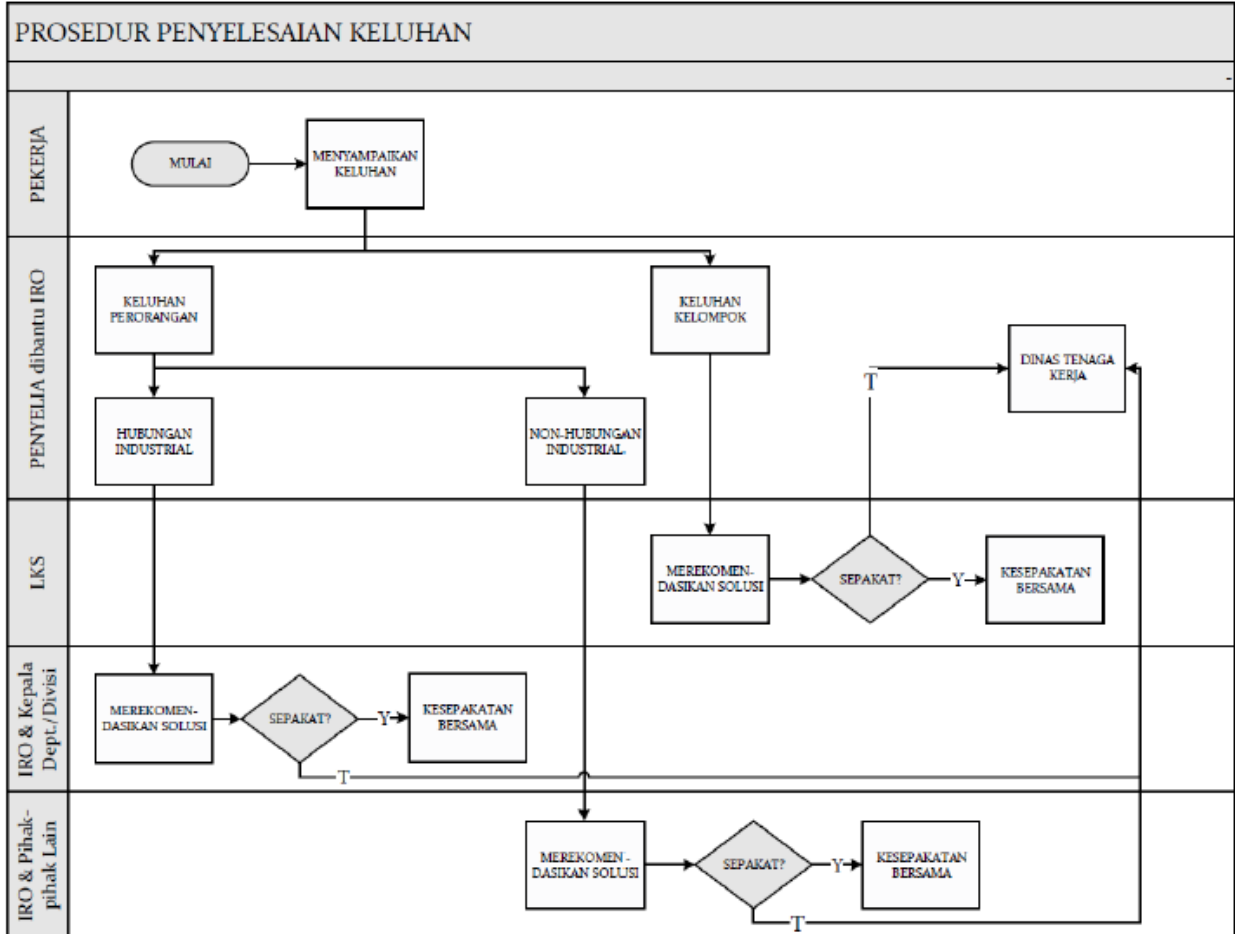 PROSEDUR PENYELESAIAN KELUHAN
-
PEKERJA
MULAI
MENYAMPAIKAN
KELUHAN
PENYELIA dibantu IRO
KELUHAN
PERORANGAN
KELUHAN
KELOMPOK
DINAS TENAGA
KERJA
T
HUBUNGAN
INDUSTRIAL
NON-HUBUNGAN
INDUSTRIAL.
LKS
MEREKOMEN-
DASIKAN SOLUSI
SEPAKAT?
Y
KESEPAKATAN
BERSAMA
IRO & Kepala
Dept./Divisi
MEREKOMEN-
DASIKAN SOLUSI
SEPAKAT?
Y
KESEPAKATAN
BERSAMA
T
IRO & Pihak-
pihak Lain
MEREKOMEN-
DASIKAN SOLUSI
SEPAKAT?
Y
KESEPAKATAN
BERSAMA
T